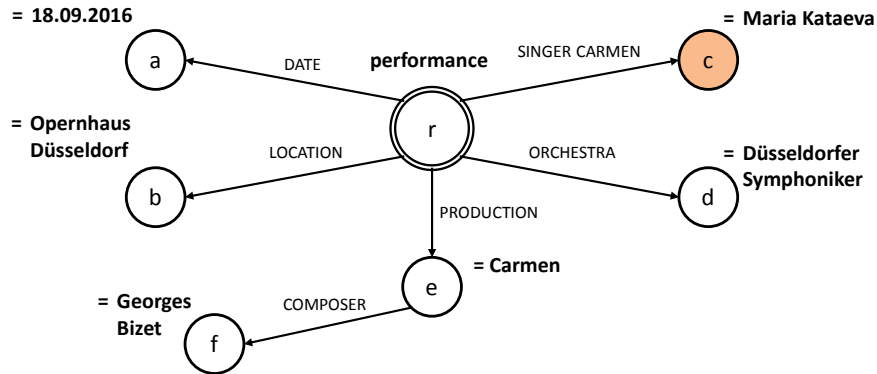 = 18.09.2016
a
DATE
performance
SINGER CARMEN
= Maria Kataeva
c
r
= Opernhaus
Düsseldorf
LOCATION
ORCHESTRA
= Düsseldorfer
Symphoniker
b
d
PRODUCTION
e
= Carmen
= Georges
Bizet
COMPOSER
f